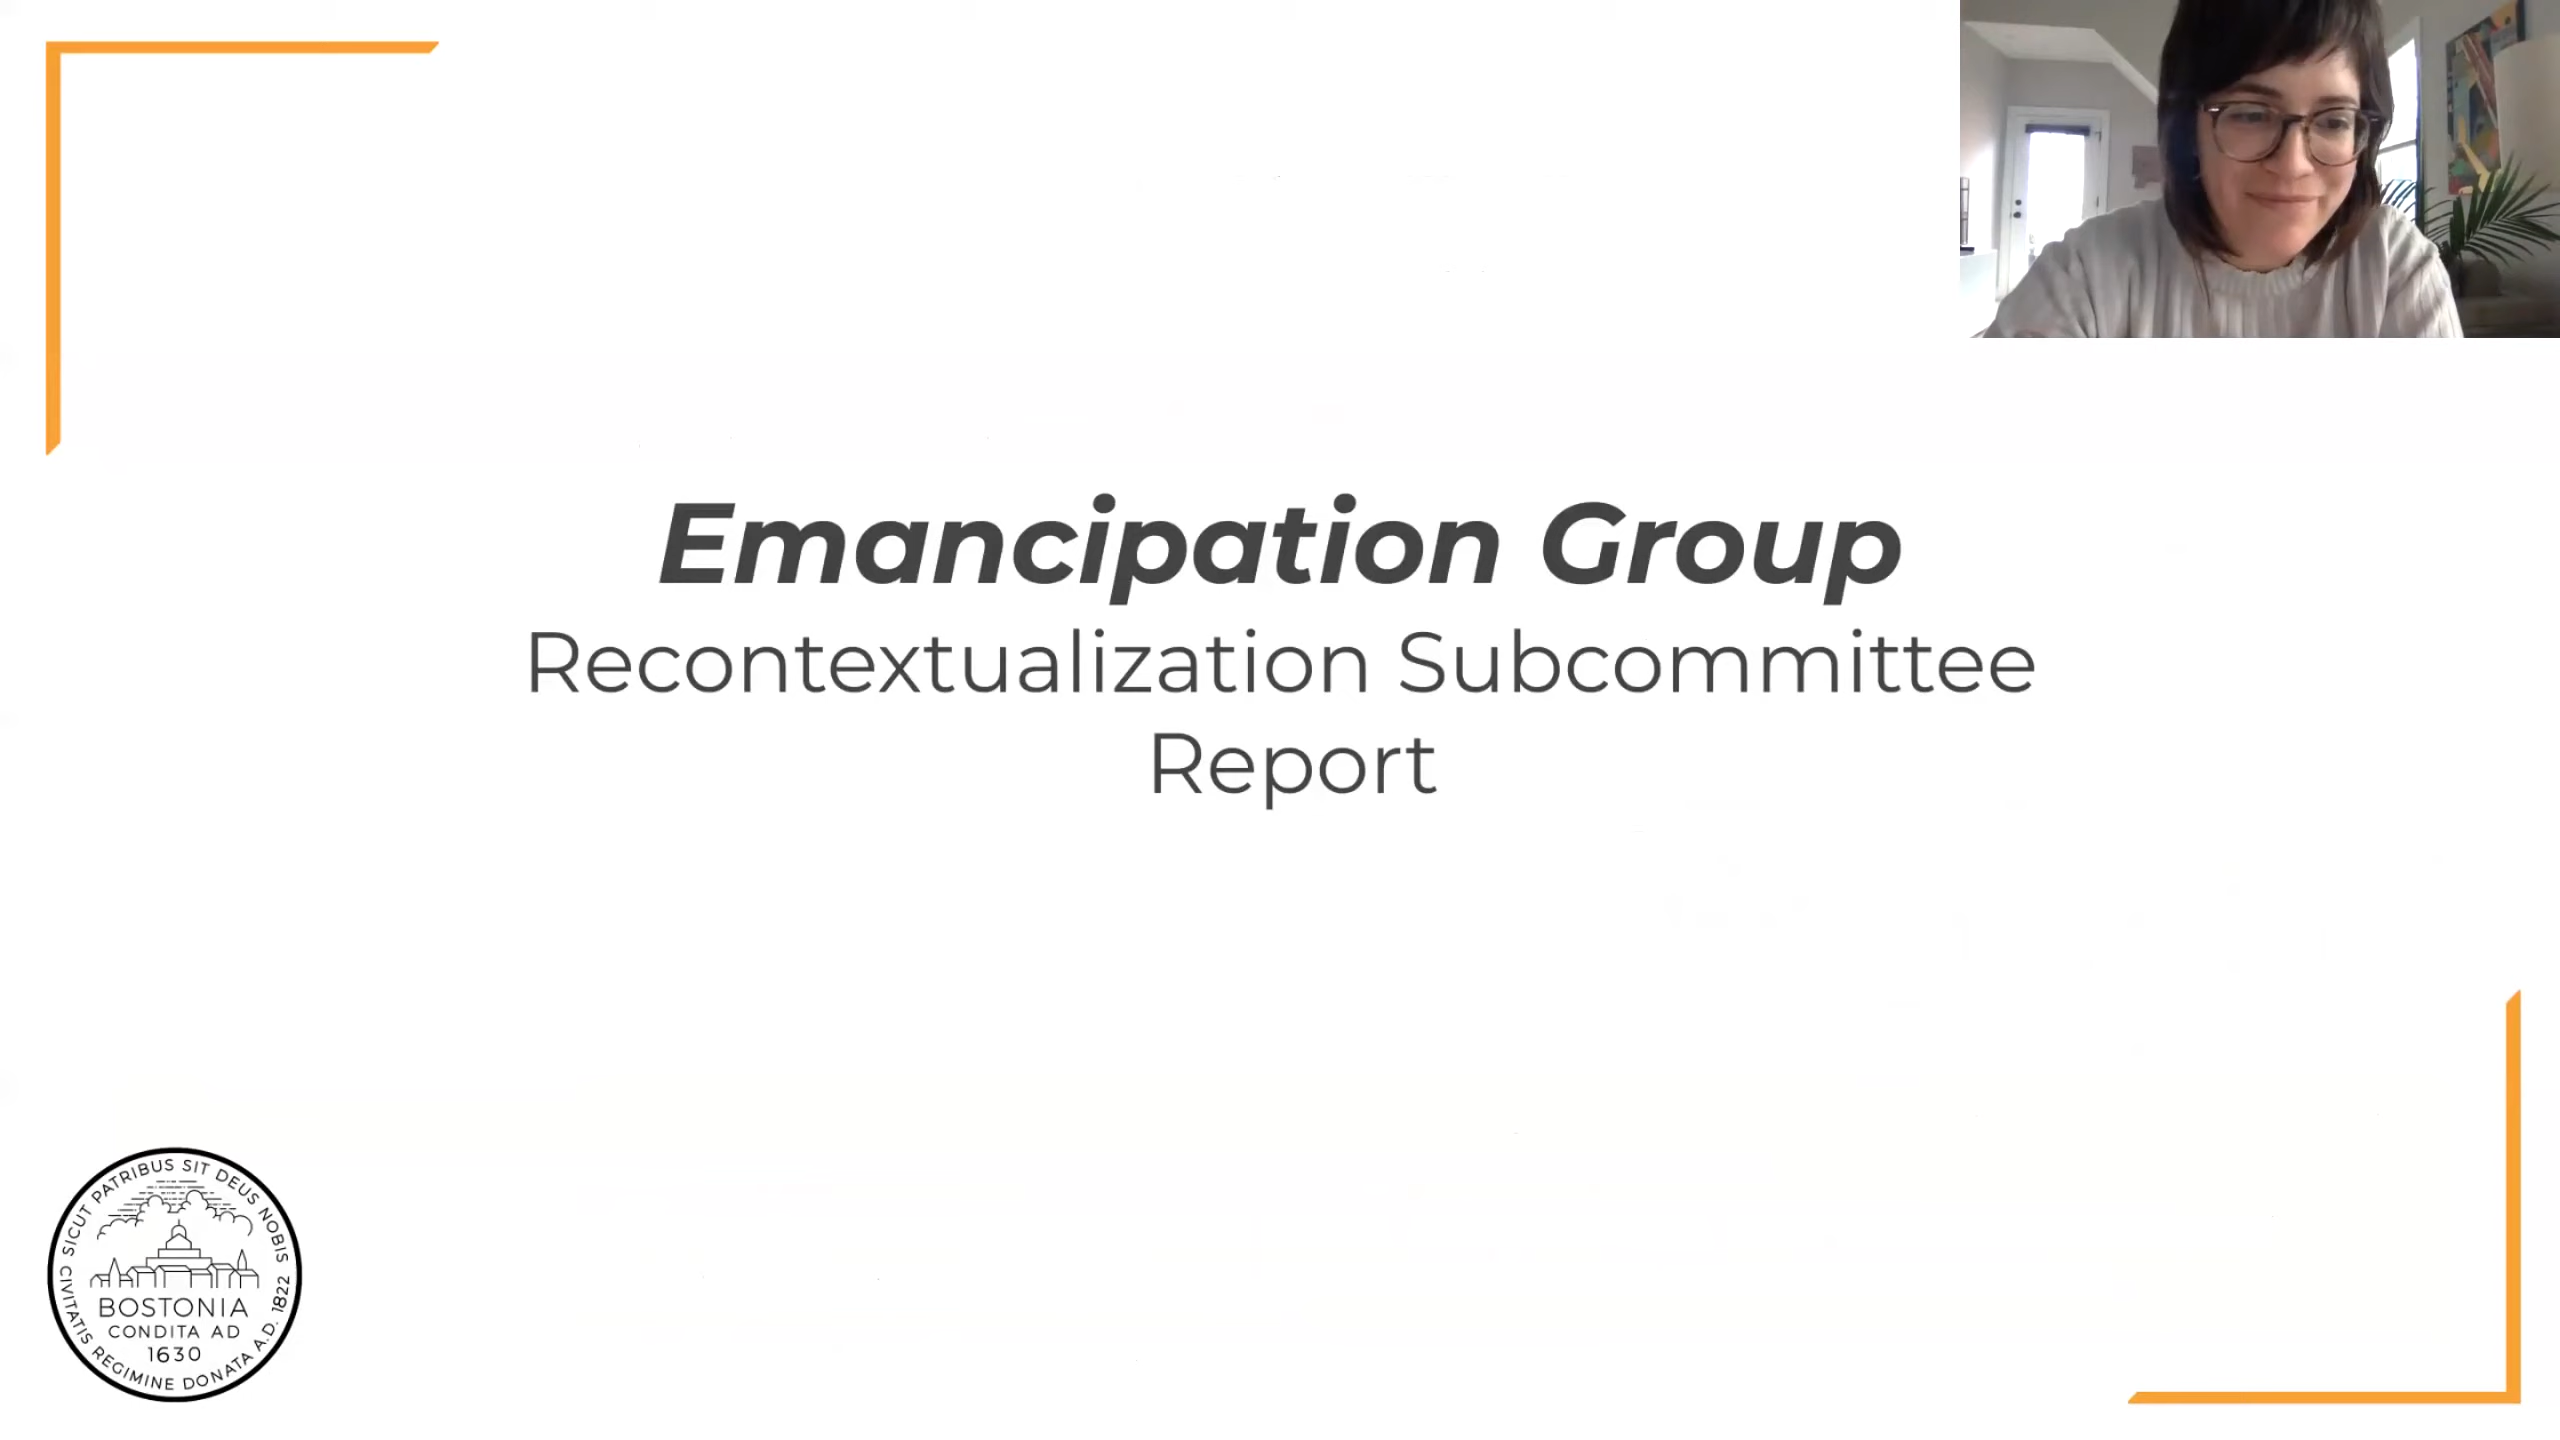 Emancipation Group
Recontextualization Subcommittee
Report
SICUT PATRIBUS SIT DEUS NOBIS
CIVITATIS REGIMINE DONATA A.D. 1822
BOSTONIA
CONDITA AD
1630